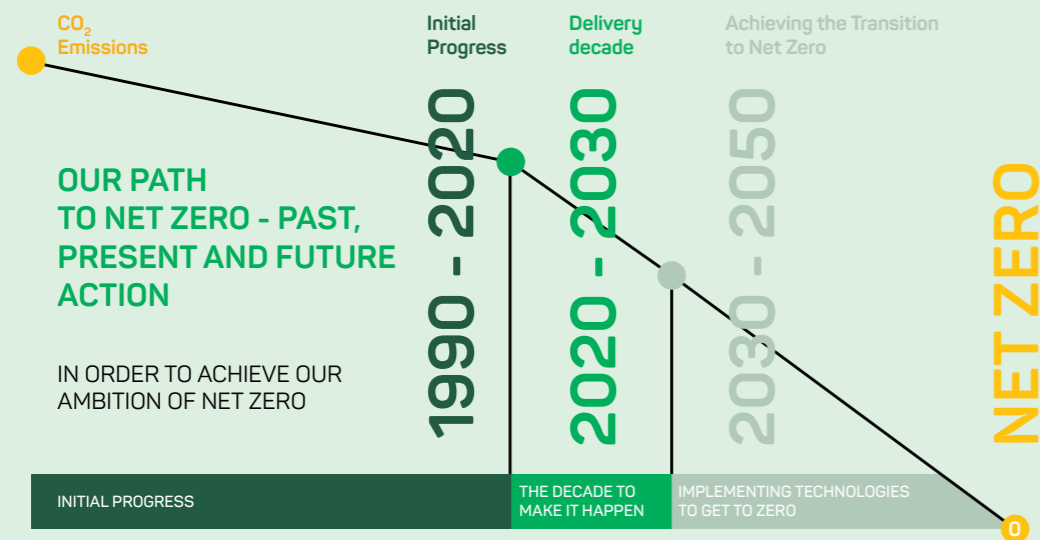 CO₂
Emissions
Initial
Progress
Delivery
decade
Achieving the Transition
to Net Zero
OUR PATH
TO NET ZERO - PAST,
PRESENT AND FUTURE
ACTION
IN ORDER TO ACHIEVE OUR
AMBITION OF NET ZERO
1990 - 2020
2020 - 2030
2030 - 2050
NET ZERO
INITIAL PROGRESS
THE DECADE TO
MAKE IT HAPPEN
IMPLEMENTING TECHNOLOGIES
TO GET TO ZERO
0